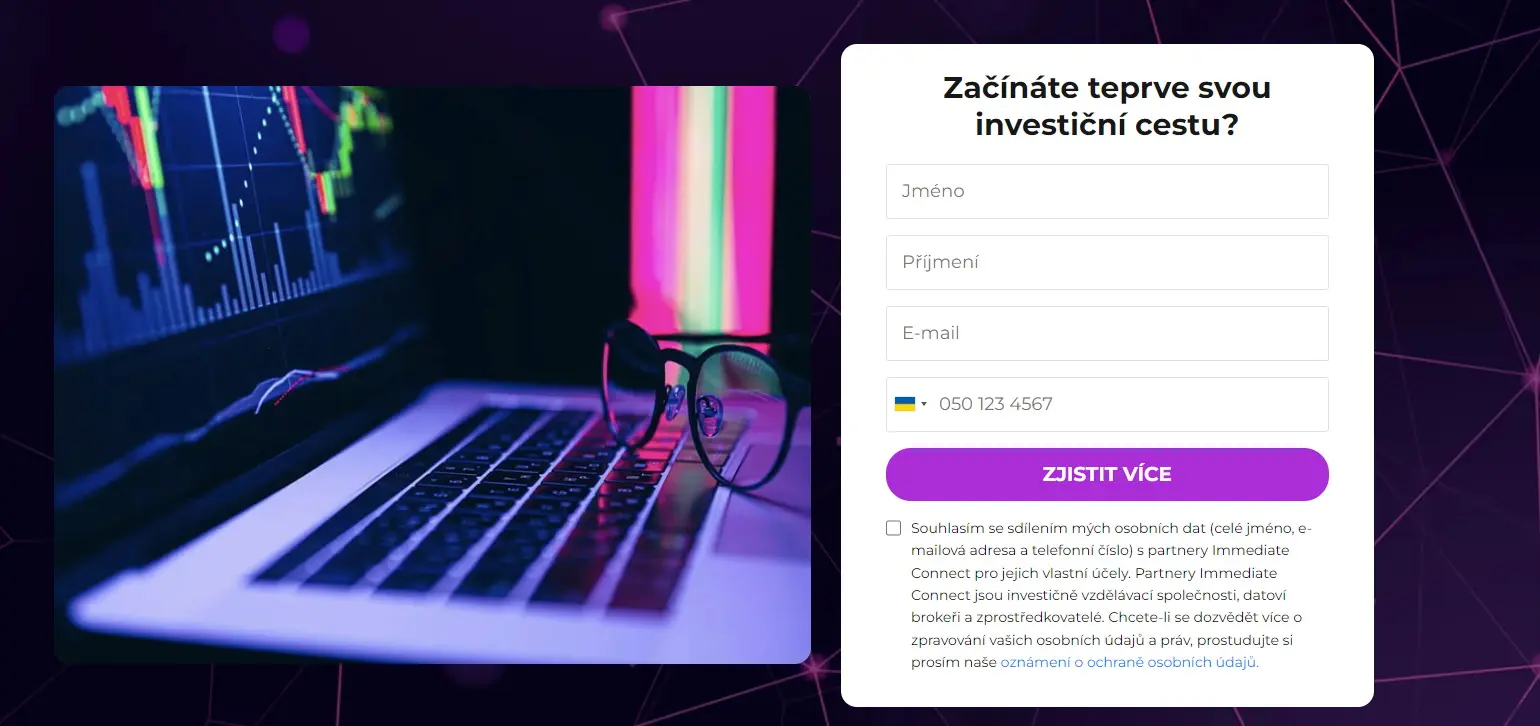 Začínáte teprve svou
investiční cestu?
Jméno
Příjmení
E-mail
050 123 4567
ZJISTIT VÍCE
Souhlasím se sdílením mých osobních dat (celé jméno, e-
mailová adresa a telefonní číslo) s partnery Immediate
Connect pro jejich vlastní účely. Partnery Immediate
Connect jsou investičně vzdělávací společnosti, datoví
brokeři a zprostředkovatelé. Chcete-li se dozvědět více o
zpravování vašich osobních údajů a práv, prostudujte si
prosím naše oznámení o ochraně osobních údajů.